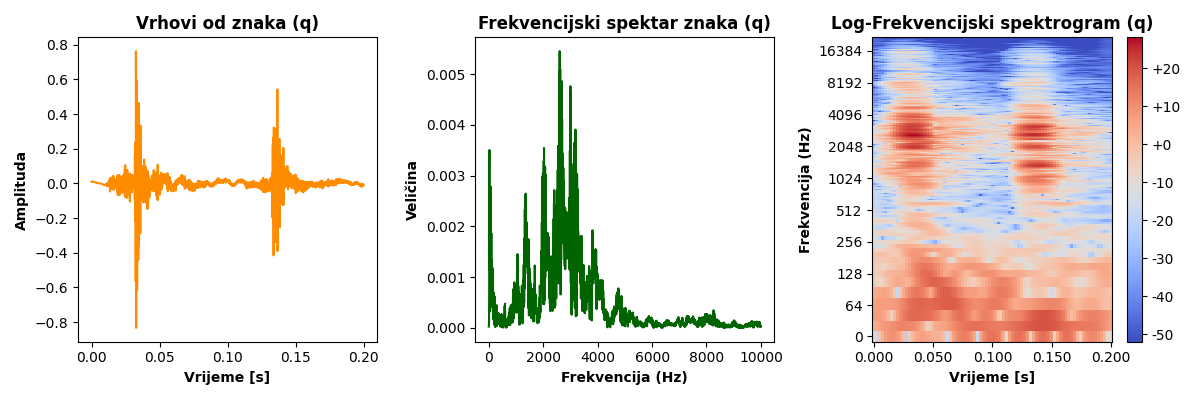 Vrhovi od znaka (q)
0.8
0.6
0.4
0.2
0.0
−0.2
−0.4
−0.6
−0.8
Amplituda
0.00 0.05 0.10 0.15 0.20
Vrijeme [s]
Frekvencijski spektar znaka (q)
0.005
0.004
0.003
0.002
0.001
0.000
Veličina
0 2000 4000 6000 8000 10000
Frekvencija (Hz)
Log-Frekvencijski spektrogram (q)
16384
8192
4096
2048
1024
512
256
128
64
0
Frekvencija (Hz)
0.000 0.050 0.100 0.150 0.200
Vrijeme [s]
+20
+10
+0
-10
-20
-30
-40
-50